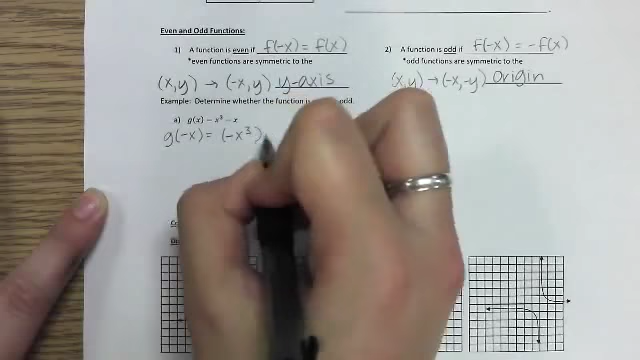 Even and Odd Functions:
1) A function is even if f(-x) = f(x)
*even functions are symmetric to the
(x,y) → (-x,y) y-axis
2) A function is odd if f(-x) = -f(x)
*odd functions are symmetric to the
(x,y) → (-x,-y) origin
Example: Determine whether the function is odd.
a) g(x) = x³ - x
g(-x) = (-x³)